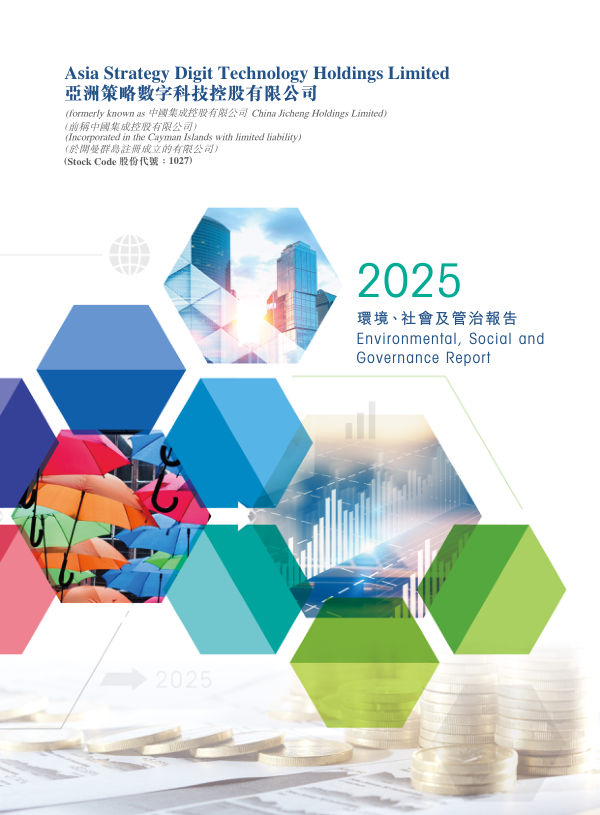 Asia Strategy Digit Technology Holdings Limited
亞洲策略數字科技控股有限公司
(formerly known as 中國集成控股有限公司 China Jicheng Holdings Limited)
(前稱中國集成控股有限公司)
(Incorporated in the Cayman Islands with limited liability)
(於開曼群島註冊成立的有限公司)
(Stock Code 股份代號：1027)
2025
環境、社會及管治報告
Environmental, Social and
Governance Report
2025